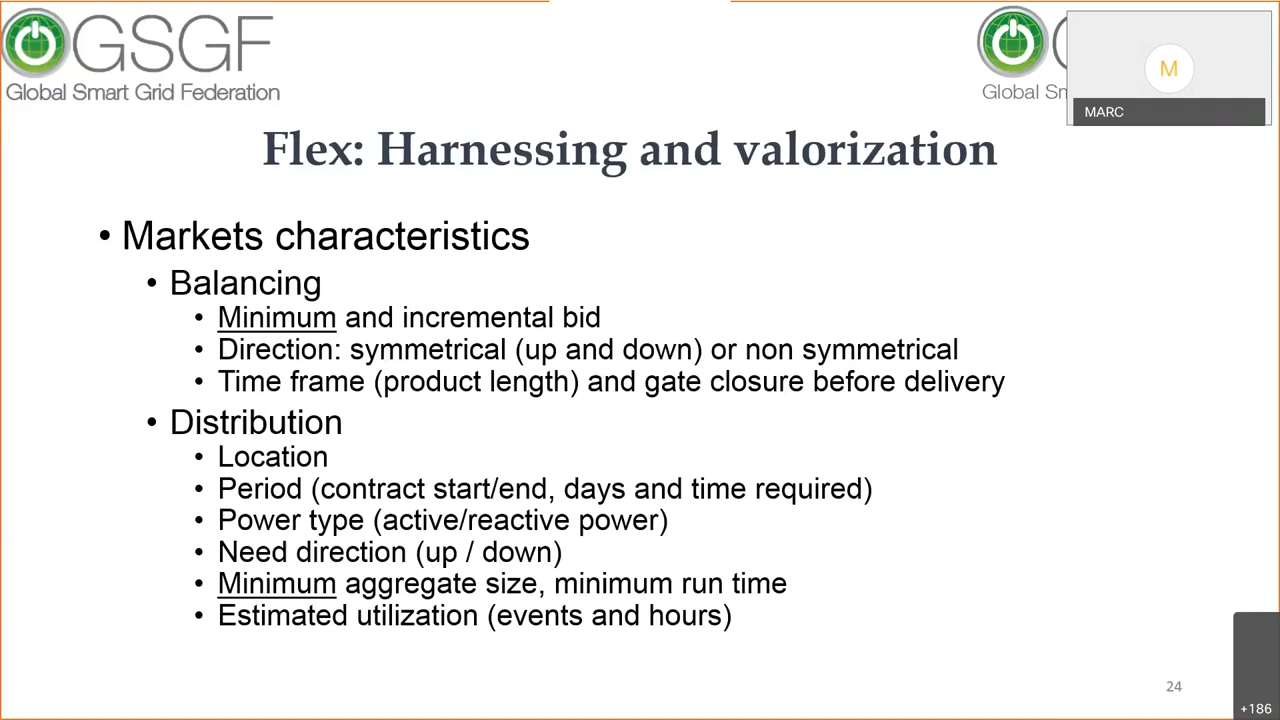 GSGF
Global Smart Grid Federation
Global Sm
M
MARC
Flex: Harnessing and valorization
• Markets characteristics
• Balancing
• Minimum and incremental bid
• Direction: symmetrical (up and down) or non symmetrical
• Time frame (product length) and gate closure before delivery
• Distribution
• Location
• Period (contract start/end, days and time required)
• Power type (active/reactive power)
• Need direction (up / down)
• Minimum aggregate size, minimum run time
• Estimated utilization (events and hours)
24
+186